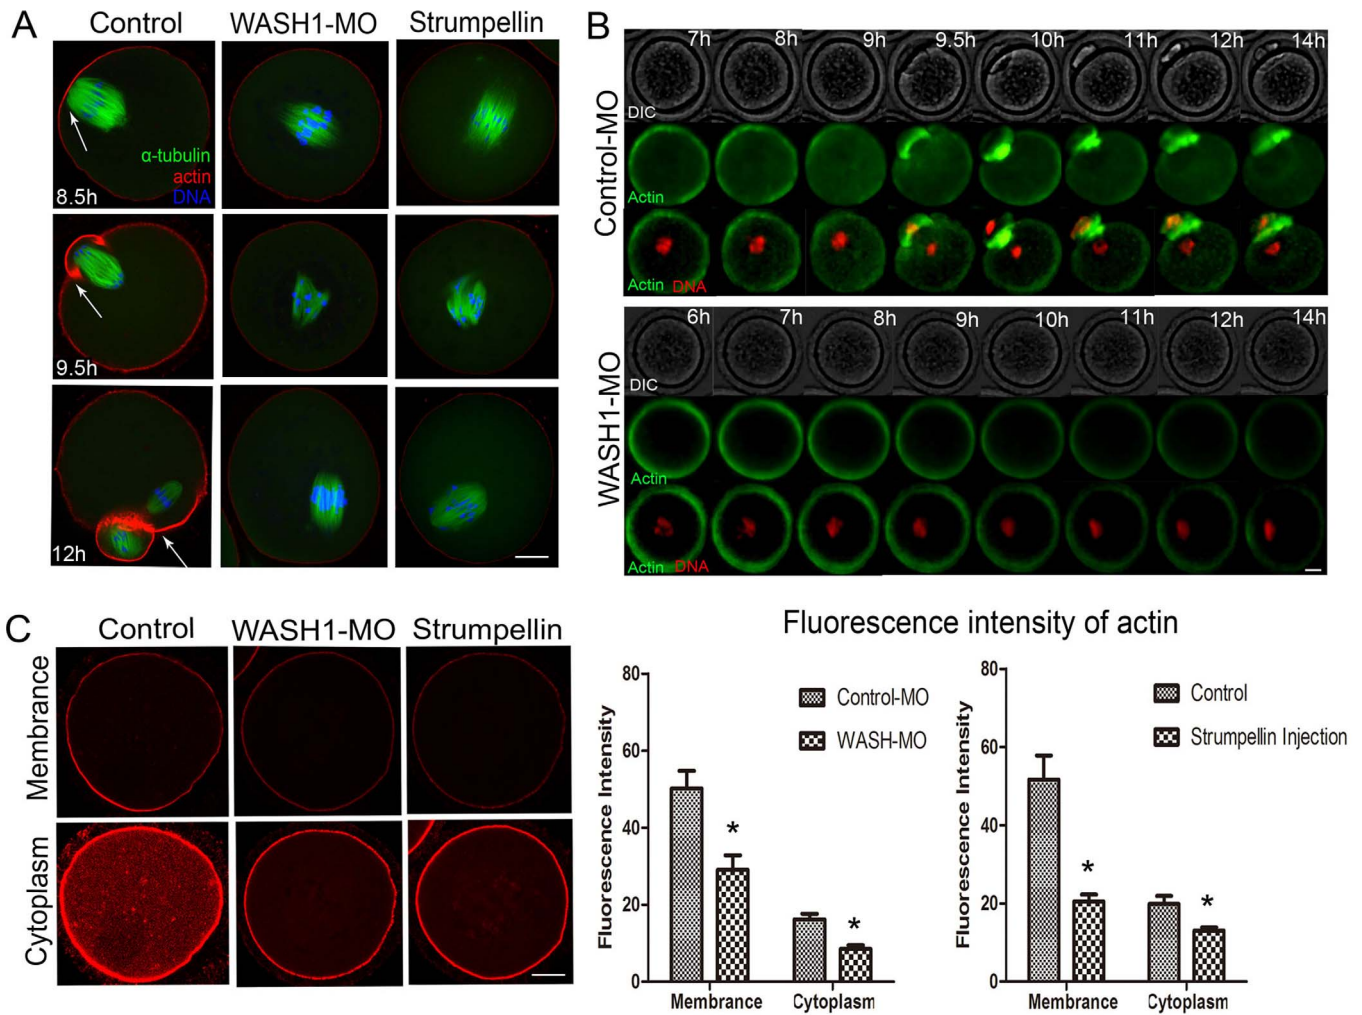 A
Control WASH1-MO Strumpellin
α-tubulin
actin
DNA
8.5h
9.5h
12h
B
Control-MO
7h 8h 9h 9.5h 10h 11h 12h 14h
DIC
Actin
Actin DNA
WASH1-MO
6h 7h 8h 9h 10h 11h 12h 14h
DIC
Actin
Actin DNA
C
Control WASH1-MO Strumpellin
Membrance
Cytoplasm
Fluorescence intensity of actin
Fluorescence Intensity
80
60
40
20
0
Control-MO
WASH-MO
*
*
Membrance Cytoplasm
Fluorescence Intensity
80
60
40
20
0
Control
Strumpellin Injection
*
*
Membrance Cytoplasm